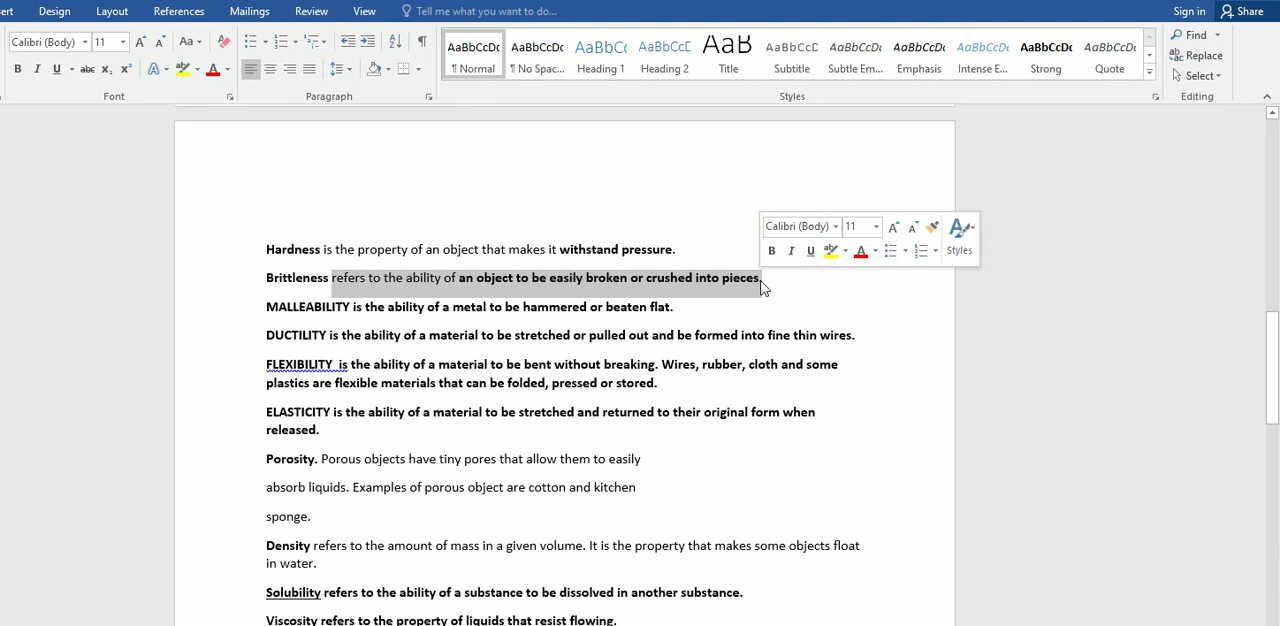 ert Design Layout References Mailings Review View Tell me what you want to do... Sign in Share
Calibri (Body) 11 Aa AaBbCcDc AaBbCcDc AaBbCc AaBbCcD AaB AaBbCcD AaBbCcDc AaBbCcDc AaBbCcDc AaBbCcDc AaBbCcDc Find
Replace
B I U abc X₂ X² A A ¶ Normal ¶ No Spac... Heading 1 Heading 2 Title Subtitle Subtle Em... Emphasis Intense E... Strong Quote Select
Font Paragraph Styles Editing
Calibri (Body) 11 A A
B I U A Styles
Hardness is the property of an object that makes it withstand pressure.
Brittleness refers to the ability of an object to be easily broken or crushed into pieces.
MALLEABILITY is the ability of a metal to be hammered or beaten flat.
DUCTILITY is the ability of a material to be stretched or pulled out and be formed into fine thin wires.
FLEXIBILITY  is the ability of a material to be bent without breaking. Wires, rubber, cloth and some
plastics are flexible materials that can be folded, pressed or stored.
ELASTICITY is the ability of a material to be stretched and returned to their original form when
released.
Porosity. Porous objects have tiny pores that allow them to easily
absorb liquids. Examples of porous object are cotton and kitchen
sponge.
Density refers to the amount of mass in a given volume. It is the property that makes some objects float
in water.
Solubility refers to the ability of a substance to be dissolved in another substance.
Viscosity refers to the property of liquids that resist flowing.